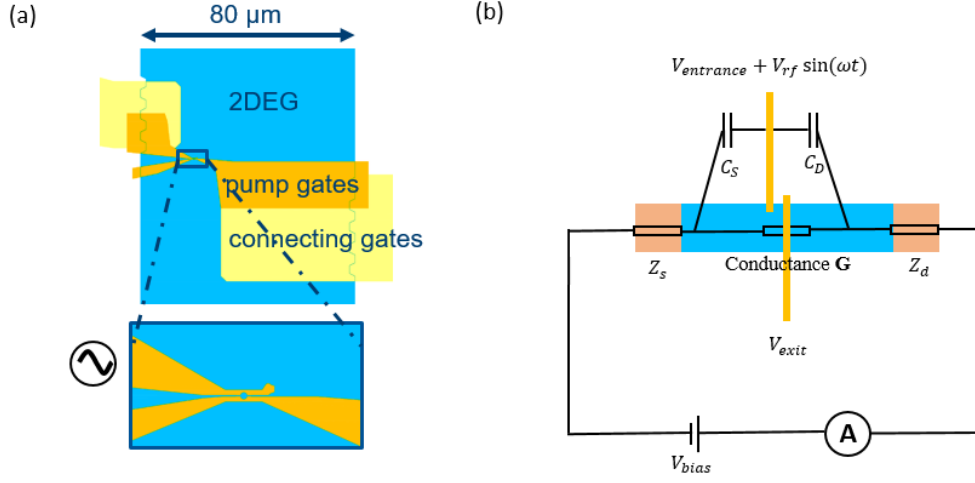 (a)
80 µm
2DEG
pump gates
connecting gates
(b)
V_entrance + V_rf sin(ωt)
C_S
C_D
Z_s
Conductance G
Z_d
V_exit
V_bias
A